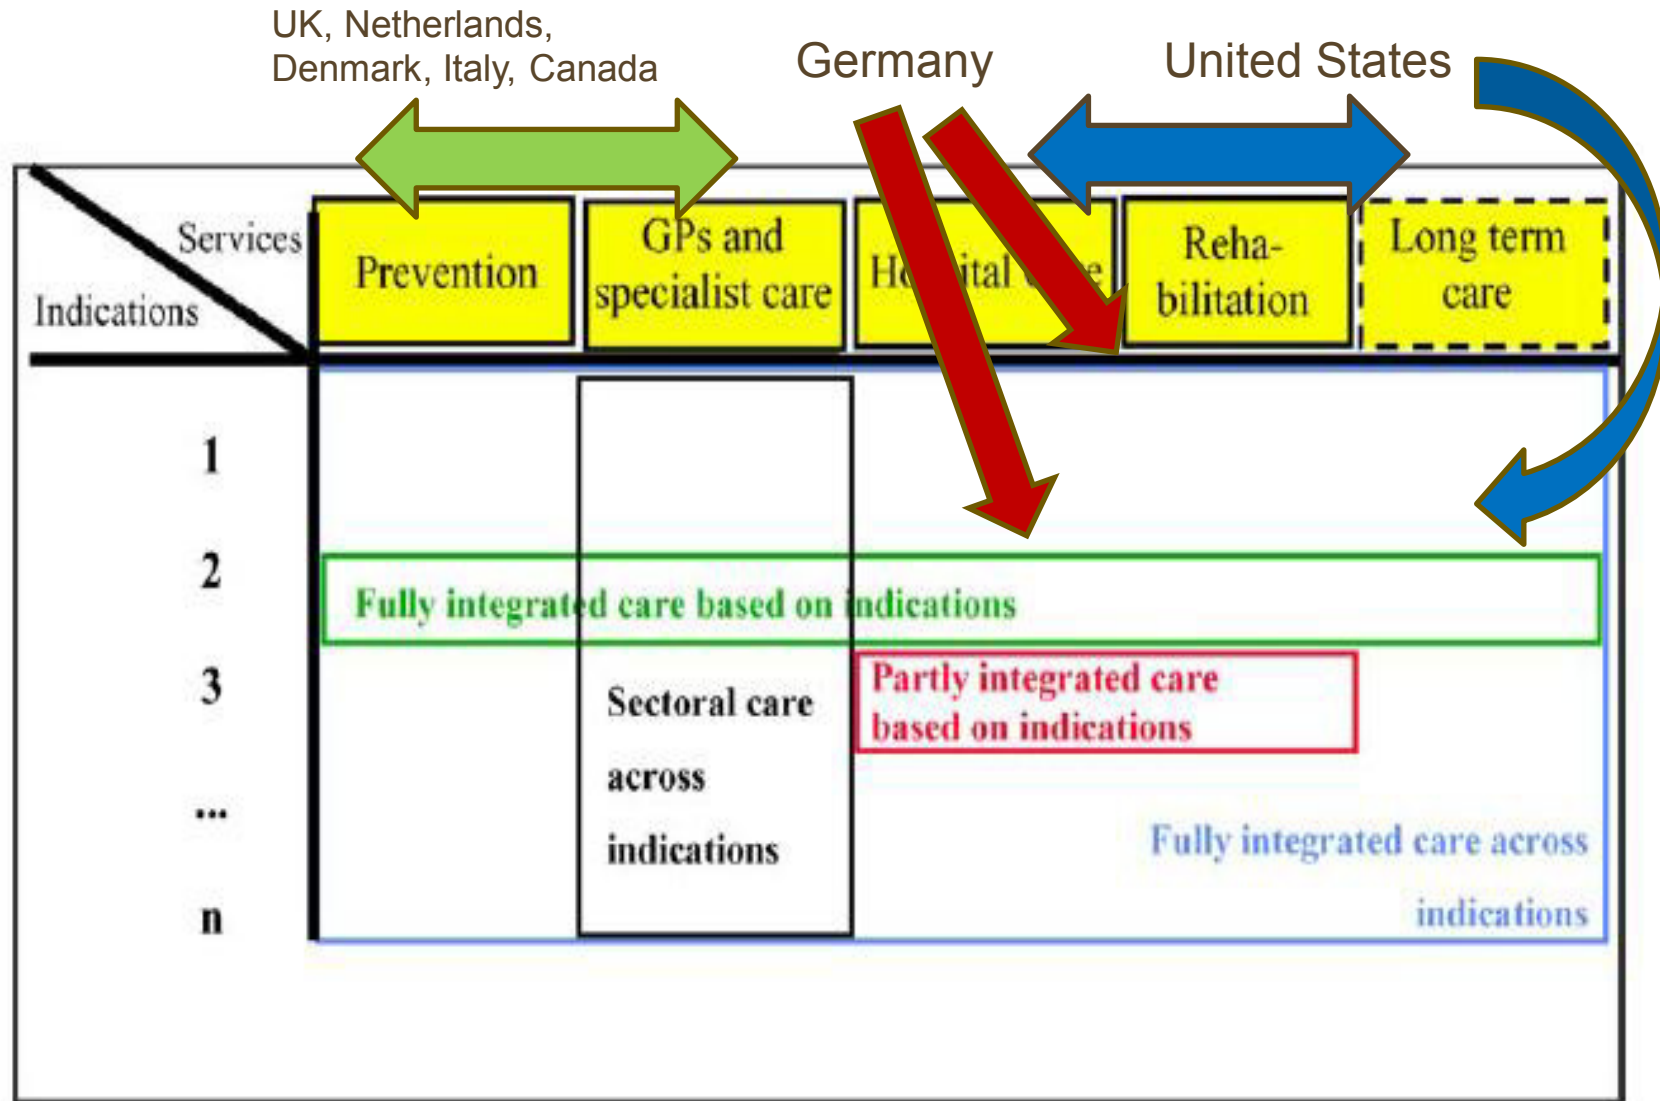 UK, Netherlands,
Denmark, Italy, Canada
Germany
United States
Services
Indications
Prevention
GPs and
specialist care
Hospital care
Reha-
bilitation
Long term
care
1
2
3
...
n
Fully integrated care based on indications
Sectoral care
across
indications
Partly integrated care
based on indications
Fully integrated care across
indications